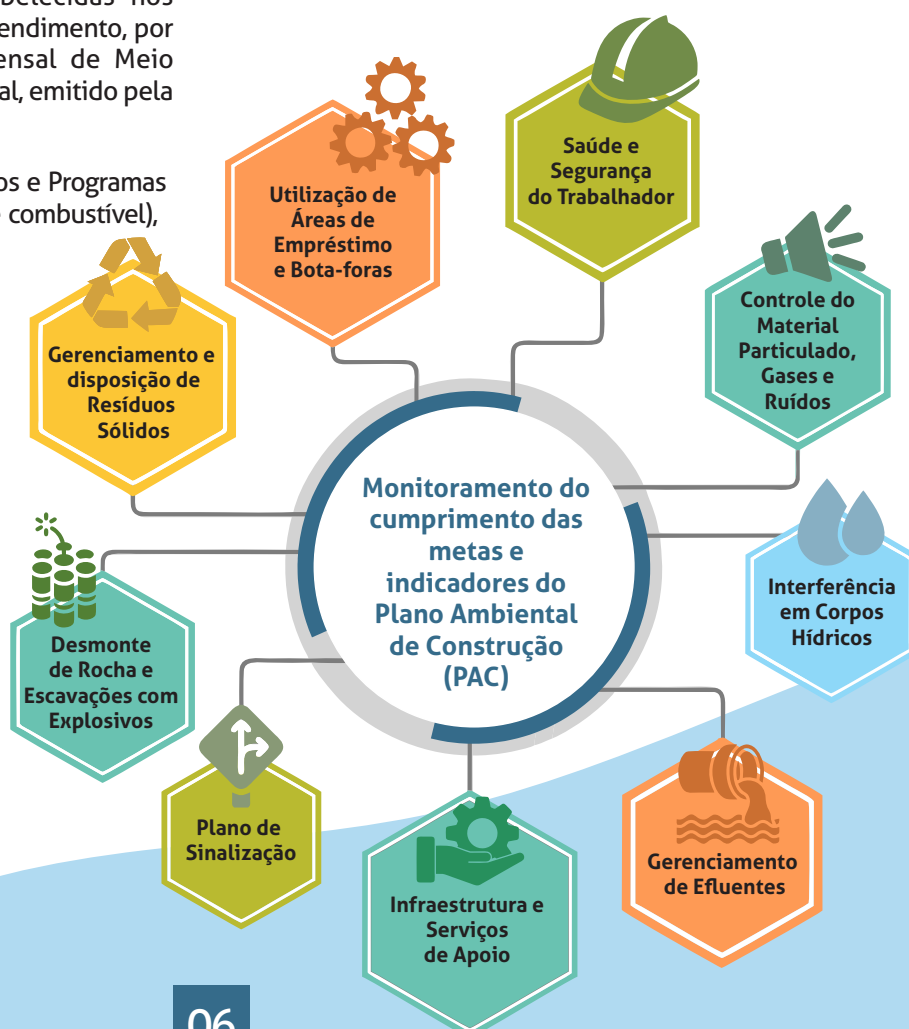 endimento, por
ensal de Meio
al, emitido pela
os e Programas
combustível),
Utilização de
Áreas de
Empréstimo
e Bota-foras
Saúde e
Segurança
do Trabalhador
Gerenciamento e
disposição de
Resíduos
Sólidos
Controle do
Material
Particulado,
Gases e
Ruídos
Monitoramento do
cumprimento das
metas e
indicadores do
Plano Ambiental
de Construção
(PAC)
Interferência
em Corpos
Hídricos
Desmonte
de Rocha e
Escavações com
Explosivos
Plano de
Sinalização
Gerenciamento
de Efluentes
Infraestrutura e
Serviços
de Apoio
06